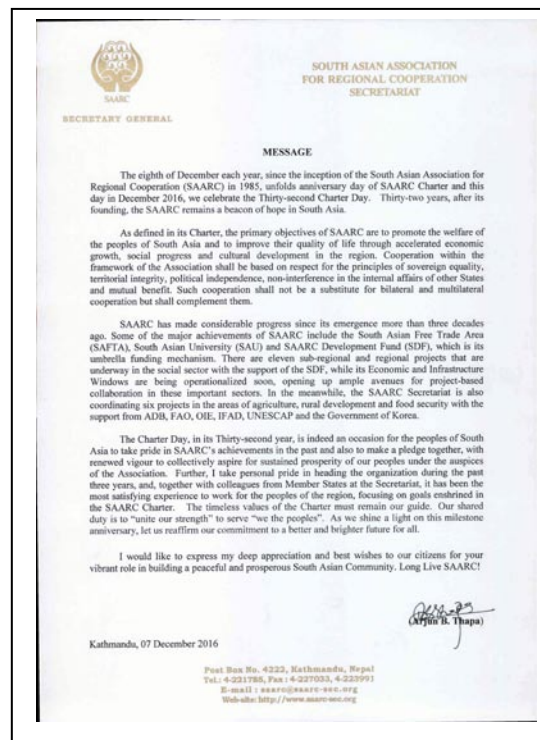 SAARC
SECRETARY GENERAL
SOUTH ASIAN ASSOCIATION
FOR REGIONAL COOPERATION
SECRETARIAT
MESSAGE
The eighth of December each year, since the inception of the South Asian Association for
Regional Cooperation (SAARC) in 1985, unfolds anniversary day of SAARC Charter and this
day in December 2016, we celebrate the Thirty-second Charter Day. Thirty-two years, after its
founding, the SAARC remains a beacon of hope in South Asia.
As defined in its Charter, the primary objectives of SAARC are to promote the welfare of
the peoples of South Asia and to improve their quality of life through accelerated economic
growth, social progress and cultural development in the region. Cooperation within the
framework of the Association shall be based on respect for the principles of sovereign equality,
territorial integrity, political independence, non-interference in the internal affairs of other States
and mutual benefit. Such cooperation shall not be a substitute for bilateral and multilateral
cooperation but shall complement them.
SAARC has made considerable progress since its emergence more than three decades
ago. Some of the major achievements of SAARC include the South Asian Free Trade Area
(SAFTA), South Asian University (SAU) and SAARC Development Fund (SDF), which is its
umbrella funding mechanism. There are eleven sub-regional and regional projects that are
underway in the social sector with the support of the SDF, while its Economic and Infrastructure
Windows are being operationalized soon, opening up ample avenues for project-based
collaboration in these important sectors. In the meanwhile, the SAARC Secretariat is also
coordinating six projects in the areas of agriculture, rural development and food security with the
support from ADB, FAO, OIE, IFAD, UNESCAP and the Government of Korea.
The Charter Day, in its Thirty-second year, is indeed an occasion for the peoples of South
Asia to take pride in SAARC's achievements in the past and also to make a pledge together, with
renewed vigour to collectively aspire for sustained prosperity of our peoples under the auspices
of the Association. Further, I take personal pride in heading the organization during the past
three years, and, together with colleagues from Member States at the Secretariat, it has been the
most satisfying experience to work for the peoples of the region, focusing on goals enshrined in
the SAARC Charter. The timeless values of the Charter must remain our guide. Our shared
duty is to "unite our strength" to serve "we the peoples". As we shine a light on this milestone
anniversary, let us reaffirm our commitment to a better and brighter future for all.
I would like to express my deep appreciation and best wishes to our citizens for your
vibrant role in building a peaceful and prosperous South Asian Community. Long Live SAARC!
(Arjun B. Thapa)
Kathmandu, 07 December 2016
Post Box No. 4222, Kathmandu, Nepal
Tel.: 4-221785, Fax : 4-227033, 4-223991
E-mail : saarc@saarc-sec.org
Web-site: http://www.saarc-sec.org